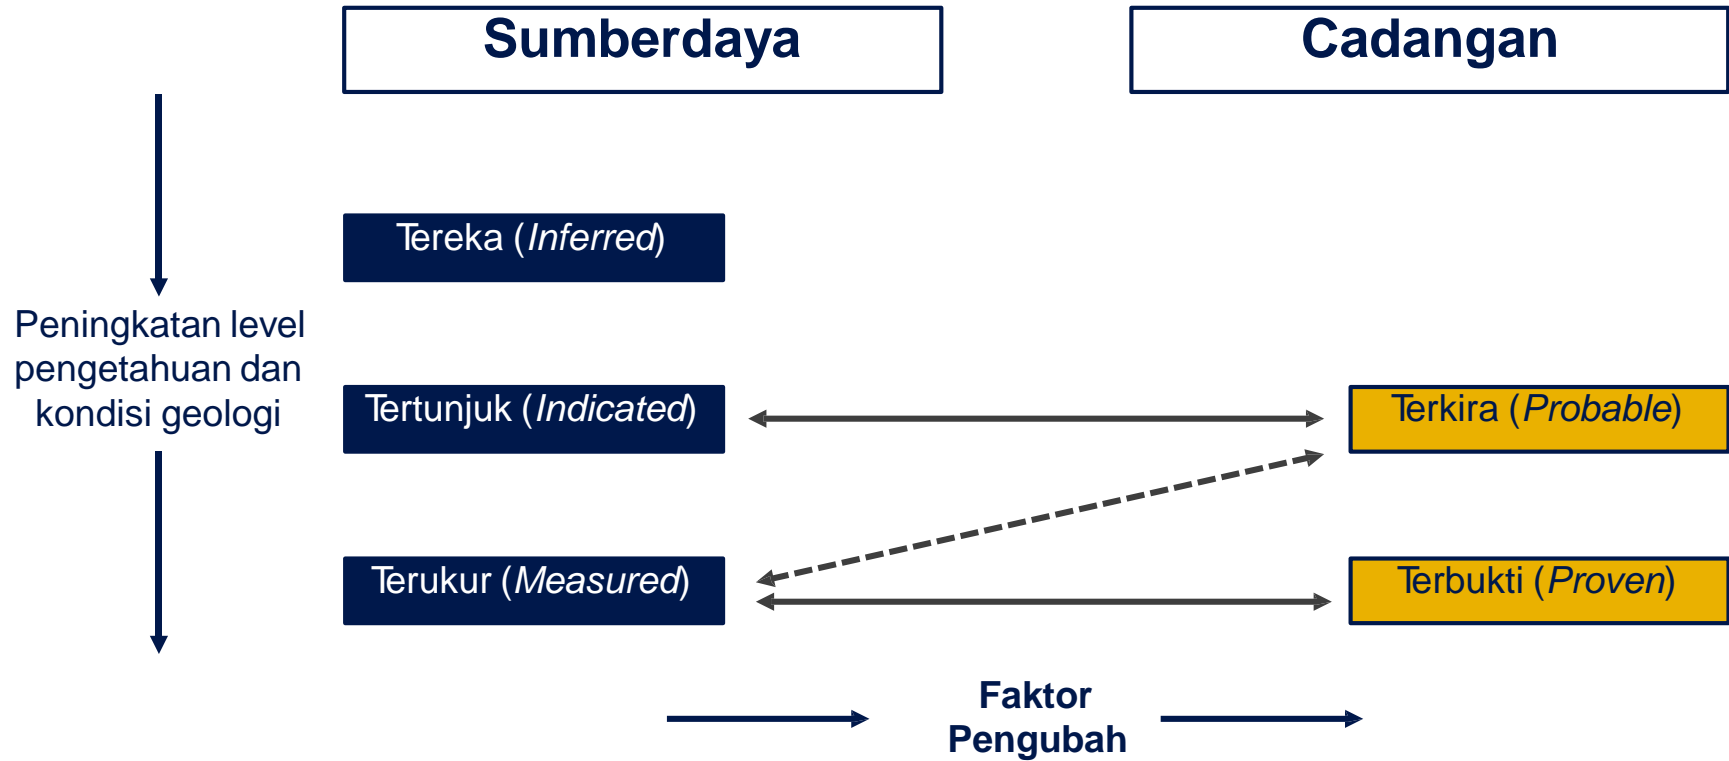 Sumberdaya
Cadangan
Tereka (Inferred)
Peningkatan level
pengetahuan dan
kondisi geologi
Tertunjuk (Indicated)
Terkira (Probable)
Terukur (Measured)
Terbukti (Proven)
Faktor
Pengubah